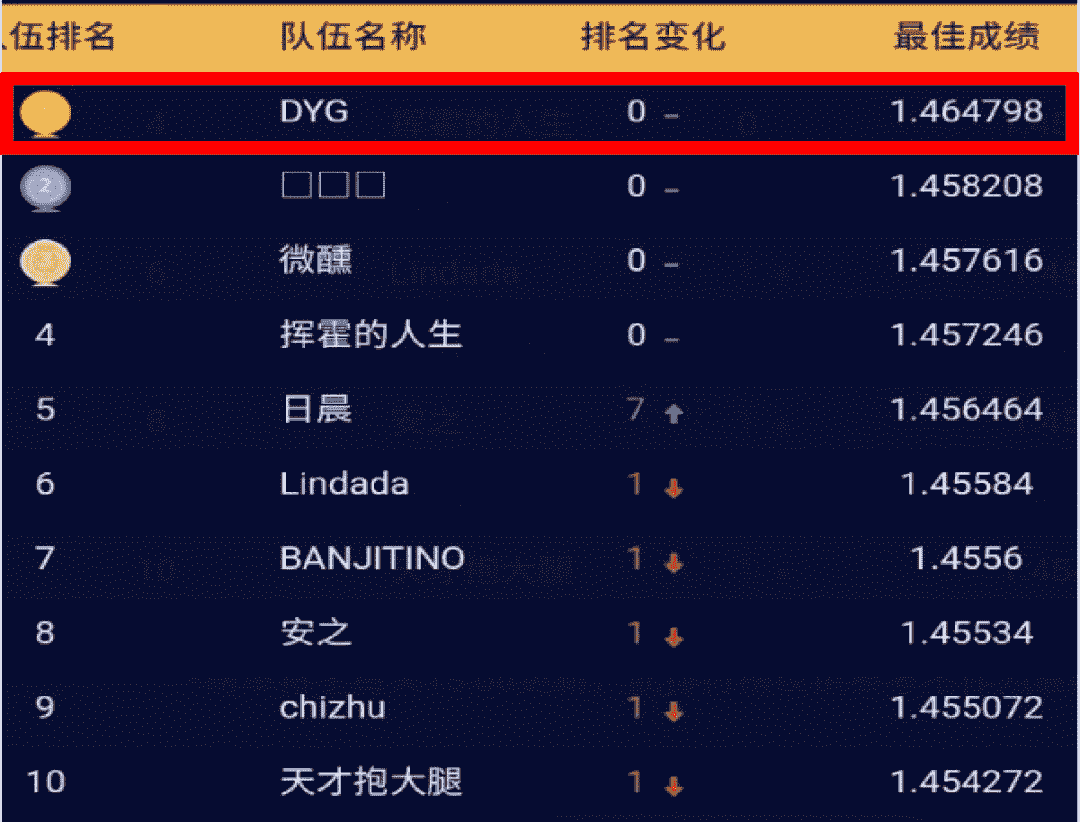 伍排名 队伍名称 排名变化 最佳成绩
DYG 0 – 1.464798
2 □□□ 0 – 1.458208
微醺 0 – 1.457616
4 挥霍的人生 0 – 1.457246
5 日晨 7 ↑ 1.456464
6 Lindada 1 ↓ 1.45584
7 BANJITINO 1 ↓ 1.4556
8 安之 1 ↓ 1.45534
9 chizhu 1 ↓ 1.455072
10 天才抱大腿 1 ↓ 1.454272